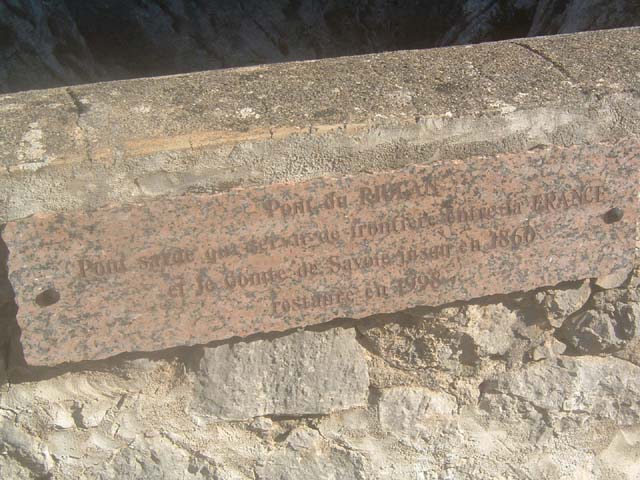 Pont du RIOLAN
Pont sarde qui servit de frontière entre la FRANCE
et le Comté de Savoie jusqu'en 1860
restauré en 1998